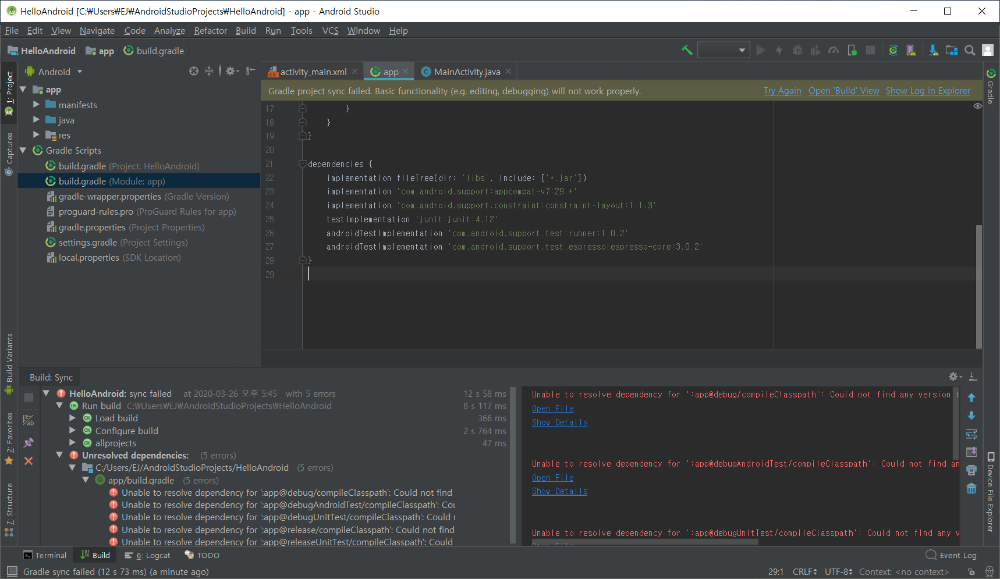 HelloAndroid [C:₩Users₩EJ₩AndroidStudioProjects₩HelloAndroid] - app - Android Studio
File Edit View Navigate Code Analyze Refactor Build Run Tools VCS Window Help
HelloAndroid app build.gradle
1: Project
Captures
Build Variants
2: Favorites
7: Structure
Android
app
manifests
java
res
Gradle Scripts
build.gradle (Project: HelloAndroid)
build.gradle (Module: app)
gradle-wrapper.properties (Gradle Version)
proguard-rules.pro (ProGuard Rules for app)
gradle.properties (Project Properties)
settings.gradle (Project Settings)
local.properties (SDK Location)
activity_main.xml app MainActivity.java
Gradle project sync failed. Basic functionality (e.g. editing, debugging) will not work properly. Try Again Open 'Build' View Show Log in Explorer
17 }
18 }
19 }
20
21 dependencies {
22 implementation fileTree(dir: 'libs', include: ['*.jar'])
23 implementation 'com.android.support:appcompat-v7:29.+'
24 implementation 'com.android.support.constraint:constraint-layout:1.1.3'
25 testImplementation 'junit:junit:4.12'
26 androidTestImplementation 'com.android.support.test:runner:1.0.2'
27 androidTestImplementation 'com.android.support.test.espresso:espresso-core:3.0.2'
28 }
29
Gradle
Device File Explorer
Build: Sync
HelloAndroid: sync failed at 2020-03-26 오후 5:45 with 5 errors 12 s 58 ms
Run build C:₩Users₩EJ₩AndroidStudioProjects₩HelloAndroid 8 s 117 ms
Load build 366 ms
Configure build 2 s 764 ms
allprojects 47 ms
Unresolved dependencies: (5 errors)
C:/Users/EJ/AndroidStudioProjects/HelloAndroid (5 errors)
app/build.gradle (5 errors)
Unable to resolve dependency for ':app@debug/compileClasspath': Could not find
Unable to resolve dependency for ':app@debugAndroidTest/compileClasspath': Cou
Unable to resolve dependency for ':app@debugUnitTest/compileClasspath': Could r
Unable to resolve dependency for ':app@release/compileClasspath': Could not find
Unable to resolve dependency for ':app@releaseUnitTest/compileClasspath': Could
Unable to resolve dependency for ':app@debug/compileClasspath': Could not find any version t
Open File
Show Details
Unable to resolve dependency for ':app@debugAndroidTest/compileClasspath': Could not find an
Open File
Show Details
Unable to resolve dependency for ':app@debugUnitTest/compileClasspath': Could not find any v
Open File
Terminal Build 6: Logcat TODO Event Log
Gradle sync failed (12 s 73 ms) (a minute ago) 29:1 CRLF UTF-8 Context: <no context>